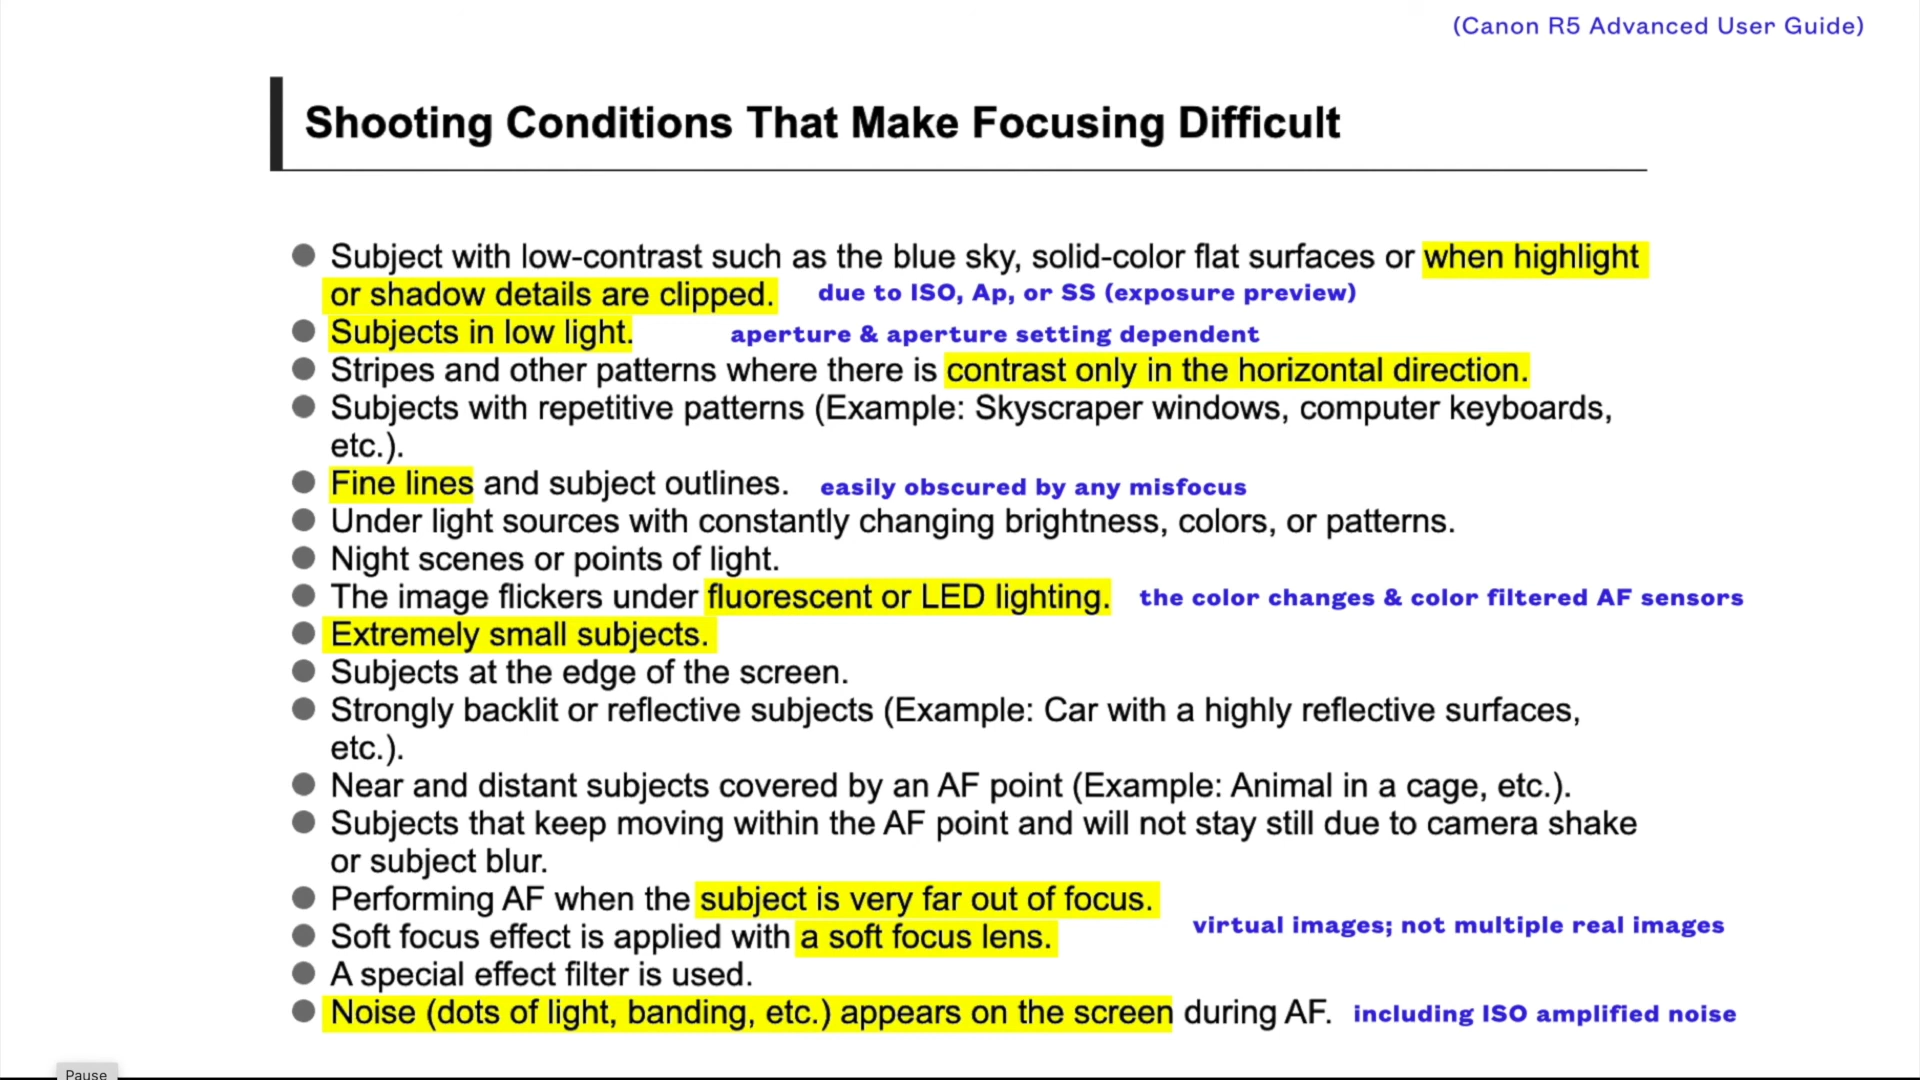 (Canon R5 Advanced User Guide)
Shooting Conditions That Make Focusing Difficult
Subject with low-contrast such as the blue sky, solid-color flat surfaces or when highlight
or shadow details are clipped. due to ISO, Ap, or SS (exposure preview)
Subjects in low light. aperture & aperture setting dependent
Stripes and other patterns where there is contrast only in the horizontal direction.
Subjects with repetitive patterns (Example: Skyscraper windows, computer keyboards,
etc.).
Fine lines and subject outlines. easily obscured by any misfocus
Under light sources with constantly changing brightness, colors, or patterns.
Night scenes or points of light.
The image flickers under fluorescent or LED lighting. the color changes & color filtered AF sensors
Extremely small subjects.
Subjects at the edge of the screen.
Strongly backlit or reflective subjects (Example: Car with a highly reflective surfaces,
etc.).
Near and distant subjects covered by an AF point (Example: Animal in a cage, etc.).
Subjects that keep moving within the AF point and will not stay still due to camera shake
or subject blur.
Performing AF when the subject is very far out of focus.
virtual images; not multiple real images
Soft focus effect is applied with a soft focus lens.
A special effect filter is used.
Noise (dots of light, banding, etc.) appears on the screen during AF. including ISO amplified noise
Pause